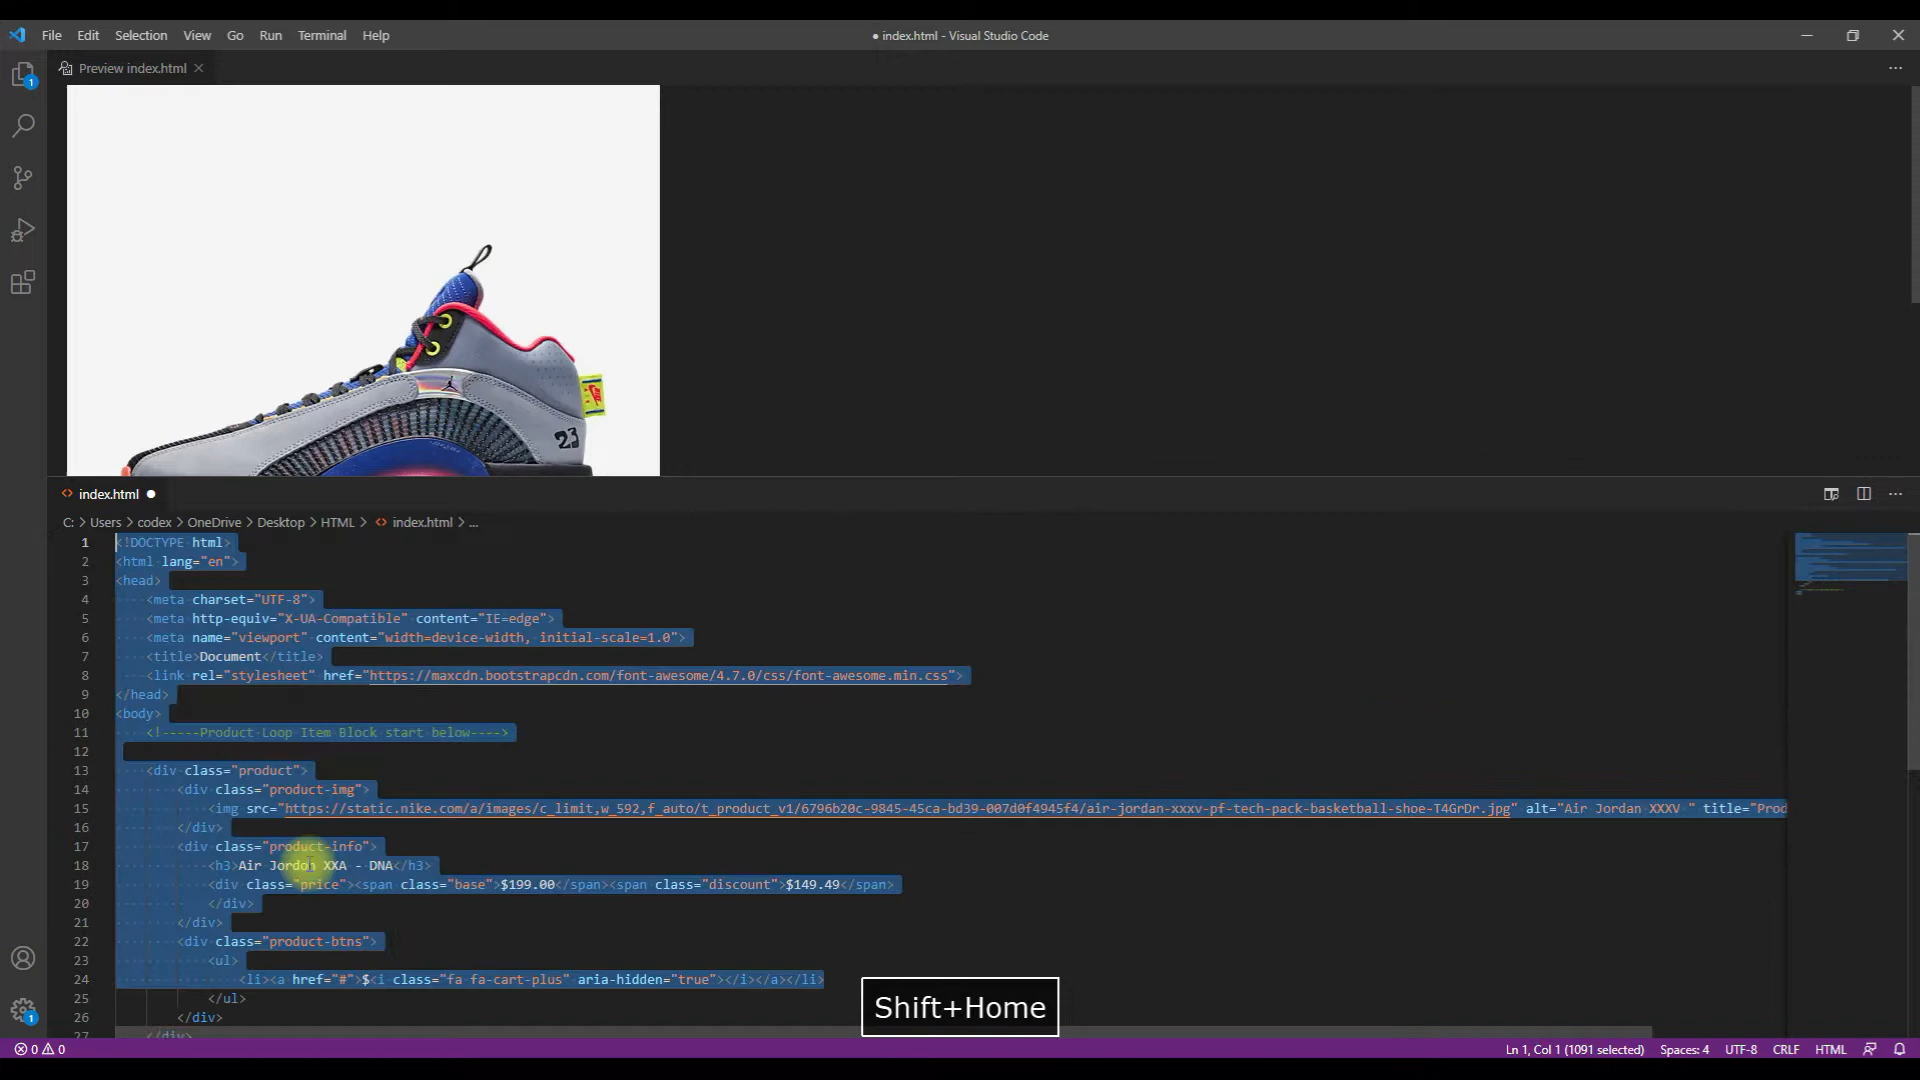 File Edit Selection View Go Run Terminal Help
● index.html - Visual Studio Code
1
Preview index.html
23
index.html
C: > Users > codex > OneDrive > Desktop > HTML > index.html > ...
1 <!DOCTYPE html>
2 <html lang="en">
3 <head>
4 <meta charset="UTF-8">
5 <meta http-equiv="X-UA-Compatible" content="IE=edge">
6 <meta name="viewport" content="width=device-width, initial-scale=1.0">
7 <title>Document</title>
8 <link rel="stylesheet" href="https://maxcdn.bootstrapcdn.com/font-awesome/4.7.0/css/font-awesome.min.css">
9 </head>
10 <body>
11 <!-----Product Loop Item Block start below---->
12
13 <div class="product">
14 <div class="product-img">
15 <img src="https://static.nike.com/a/images/c_limit,w_592,f_auto/t_product_v1/6796b20c-9845-45ca-bd39-007d0f4945f4/air-jordan-xxxv-pf-tech-pack-basketball-shoe-T4GrDr.jpg" alt="Air Jordan XXXV " title="Prod
16 </div>
17 <div class="product-info">
18 <h3>Air Jordon XXA - DNA</h3>
19 <div class="price"><span class="base">$199.00</span><span class="discount">$149.49</span>
20 </div>
21 </div>
22 <div class="product-btns">
23 <ul>
24 <li><a href="#">$<i class="fa fa-cart-plus" aria-hidden="true"></i></a></li>
25 </ul>
26 </div>
27 </div>
Shift+Home
1
0 0
Ln 1, Col 1 (1091 selected) Spaces: 4 UTF-8 CRLF HTML